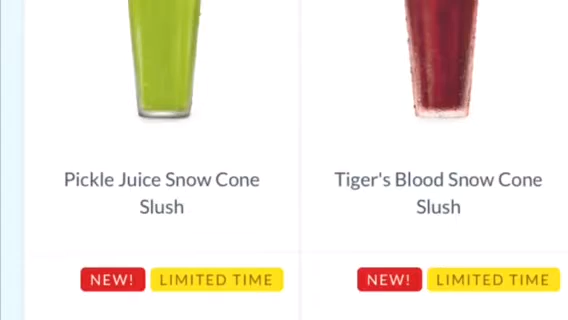 Pickle Juice Snow Cone
Slush
Tiger's Blood Snow Cone
Slush
NEW! LIMITED TIME
NEW! LIMITED TIME